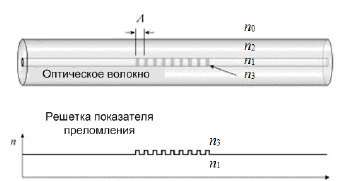 Λ
n0
n2
n1
Оптическое волокно
n3
Решетка показателя
преломления
n
n3
n1